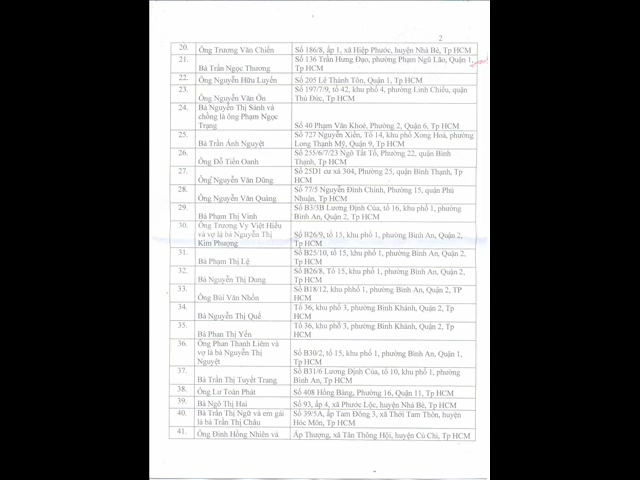 2
20. Ông Trương Văn Chiến Số 186/8, ấp 1, xã Hiệp Phước, huyện Nhà Bè, Tp HCM
21. Số 136 Trần Hưng Đạo, phường Phạm Ngũ Lão, Quận 1,
Bà Trần Ngọc Thương Tp HCM
22. Ông Nguyễn Hữu Luyến Số 205 Lê Thánh Tôn, Quận 1, Tp HCM
23. Số 197/7/9, tổ 42, khu phố 4, phường Linh Chiểu, quận
Ông Nguyễn Văn Ổn Thủ Đức, Tp HCM
24. Bà Nguyễn Thị Sánh và
chồng là ông Phạm Ngọc
Trạng Số 40 Phạm Văn Khoẻ, Phường 2, Quận 6, Tp HCM
25. Số 727 Nguyễn Xiển, Tổ 14, khu phố Xong Hoà, phường
Bà Trần Ánh Nguyệt Long Thạnh Mỹ, Quận 9, Tp HCM
26. Số 255/6/7/23 Ngô Tất Tố, Phường 22, quận Bình
Ông Đỗ Tiến Oanh Thạnh, Tp HCM
27. Số 25D1 cư xá 304, Phường 25, quận Bình Thạnh, Tp
Ông Nguyễn Văn Dũng HCM
28. Số 77/5 Nguyễn Đình Chính, Phường 15, quận Phú
Ông Nguyễn Văn Quảng Nhuận, Tp HCM
29. Số B3/3B Lương Định Của, tổ 16, khu phố 1, phường
Bà Phạm Thị Vinh Bình An, Quận 2, Tp HCM
30. Ông Trương Vy Việt Hiếu
và vợ là bà Nguyễn Thị Số B26/9, tổ 15, khu phố 1, phường Bình An, Quận 2,
Kim Phượng Tp HCM
31. Số B25/10, tổ 15, khu phố 1, phường Bình An, Quận 2,
Bà Phạm Thị Lệ Tp HCM
32. Số B26/8, Tổ 15, khu phố 1, phường Bình An, Quận 2,
Bà Nguyễn Thị Dung Tp HCM
33. Số B18/12, khu phhố 1, phường Bình An, Quận 2, TP
Ông Bùi Văn Nhồn HCM
34. Tổ 36, khu phố 3, phường Bình Khánh, Quận 2, Tp
Bà Nguyễn Thị Quế HCM
35. Tổ 36, khu phố 3, phường Bình Khánh, Quận 2, Tp
Bà Phan Thị Yến HCM
36. Ông Phan Thanh Liêm và
vợ là bà Nguyễn Thị Số B30/2, tổ 15, khu phố 1, phường Bình An, Quận 1,
Nguyệt Tp HCM
37. Số B31/6 Lương Định Của, tổ 10, khu phố 1, phường
Bà Trần Thị Tuyết Trang Bình An, Tp HCM
38. Ông Lư Toàn Phát Số 408 Hồng Bàng, Phường 16, Quận 11, Tp HCM
39. Bà Ngô Thị Hai Số 93, ấp 4, xã Phước Lộc, huyện Nhà Bè, Tp HCM
40. Bà Trần Thị Ngữ và em gái Số 39/5A, ấp Tam Đông 3, xã Thới Tam Thôn, huyện
là bà Trần Thị Châu Hóc Môn, Tp HCM
41. Ông Đinh Hồng Nhiên và Ấp Thượng, xã Tân Thông Hội, huyện Củ Chi, Tp HCM